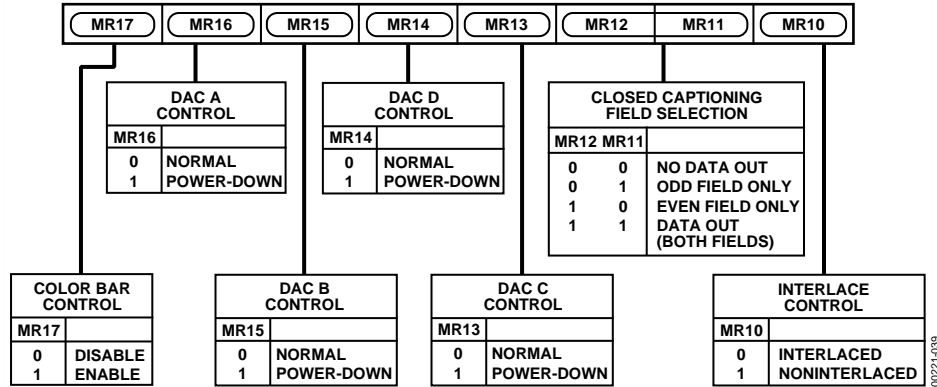 MR17 MR16 MR15 MR14 MR13 MR12 MR11 MR10
DAC A
CONTROL
MR16
0 NORMAL
1 POWER-DOWN
DAC D
CONTROL
MR14
0 NORMAL
1 POWER-DOWN
CLOSED CAPTIONING
FIELD SELECTION
MR12 MR11
0 0 NO DATA OUT
0 1 ODD FIELD ONLY
1 0 EVEN FIELD ONLY
1 1 DATA OUT
(BOTH FIELDS)
COLOR BAR
CONTROL
MR17
0 DISABLE
1 ENABLE
DAC B
CONTROL
MR15
0 NORMAL
1 POWER-DOWN
DAC C
CONTROL
MR13
0 NORMAL
1 POWER-DOWN
INTERLACE
CONTROL
MR10
0 INTERLACED
1 NONINTERLACED
00221-039